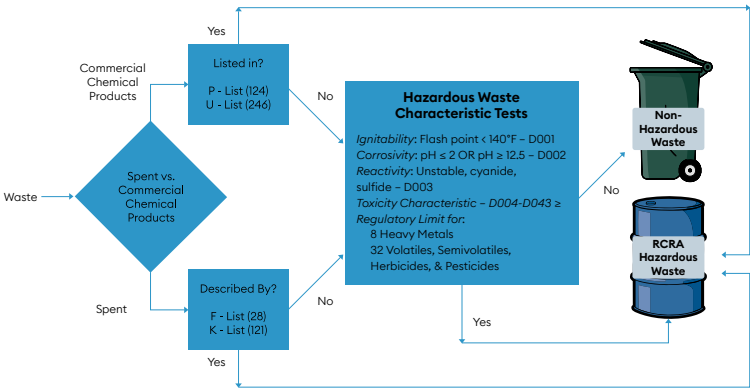 Waste
Spent vs.
Commercial
Chemical
Products
Commercial
Chemical
Products
Spent
Yes
Listed in?
P - List (124)
U - List (246)
No
Described By?
F - List (28)
K - List (121)
Yes
No
Hazardous Waste
Characteristic Tests
Ignitability: Flash point < 140°F – D001
Corrosivity: pH ≤ 2 OR pH ≥ 12.5 – D002
Reactivity: Unstable, cyanide,
sulfide – D003
Toxicity Characteristic – D004-D043 ≥
Regulatory Limit for:
8 Heavy Metals
32 Volatiles, Semivolatiles,
Herbicides, & Pesticides
No
Yes
Non-
Hazardous
Waste
RCRA
Hazardous
Waste